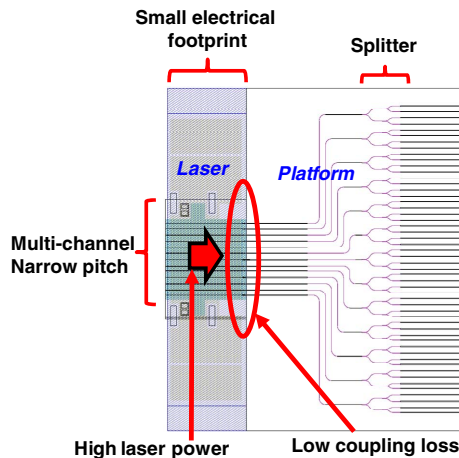 Small electrical
footprint
Splitter
Laser
Platform
Multi-channel
Narrow pitch
High laser power
Low coupling loss